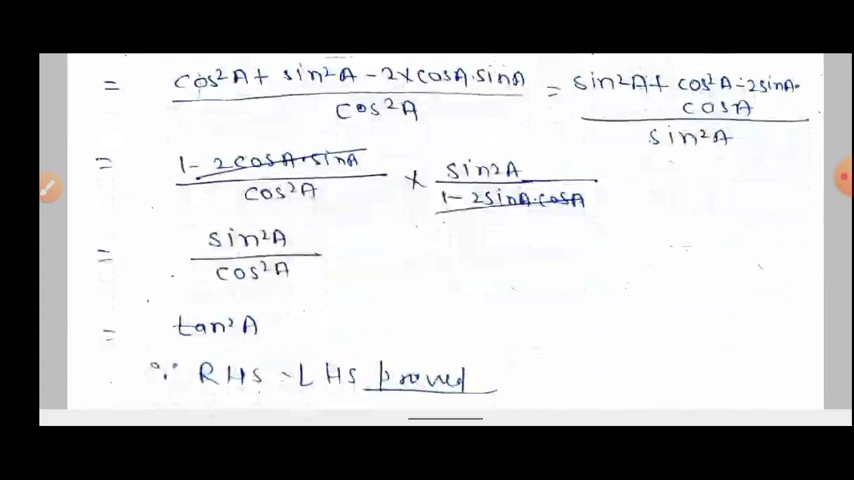 = cos²A + sin²A - 2×cosA·sinA / cos²A = sin²A + cos²A - 2sinA· cosA / sin²A
= 1 - 2cosA·sinA / cos²A × sin²A / 1 - 2sinA·cosA
= sin²A / cos²A
= tan²A
∵ RHS - LHS proved